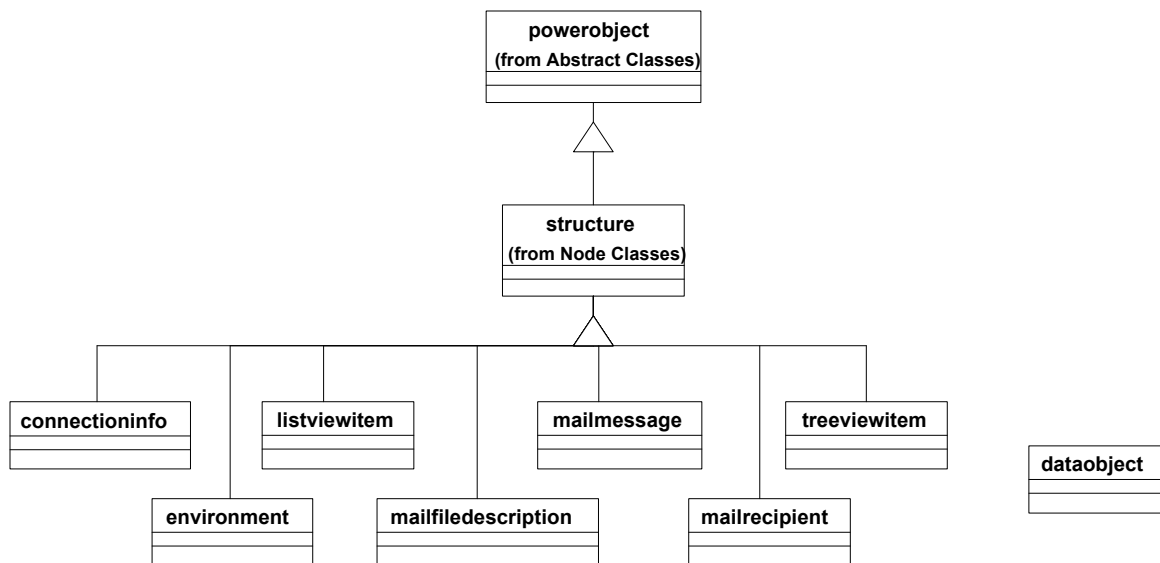 powerobject
(from Abstract Classes)
structure
(from Node Classes)
connectioninfo
listviewitem
mailmessage
treeviewitem
dataobject
environment
mailfiledescription
mailrecipient